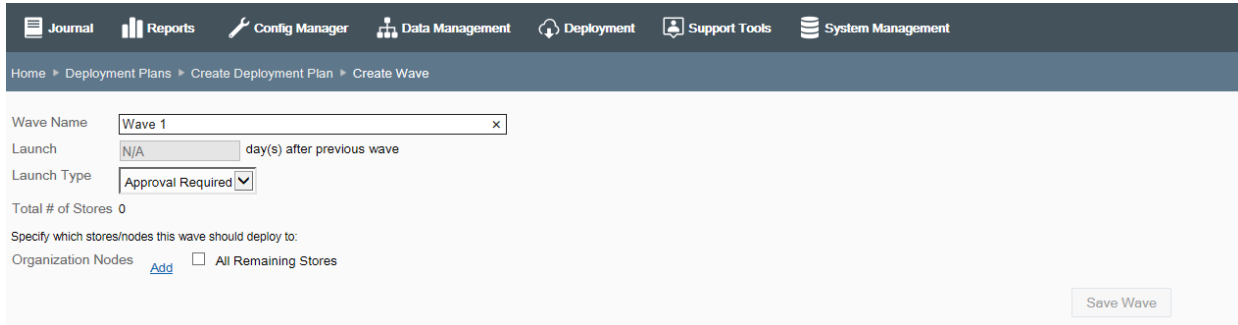 Journal Reports Config Manager Data Management Deployment Support Tools System Management
Home Deployment Plans Create Deployment Plan Create Wave
Wave Name Wave 1 ×
Launch N/A day(s) after previous wave
Launch Type Approval Required
Total # of Stores 0
Specify which stores/nodes this wave should deploy to:
Organization Nodes Add All Remaining Stores
Save Wave